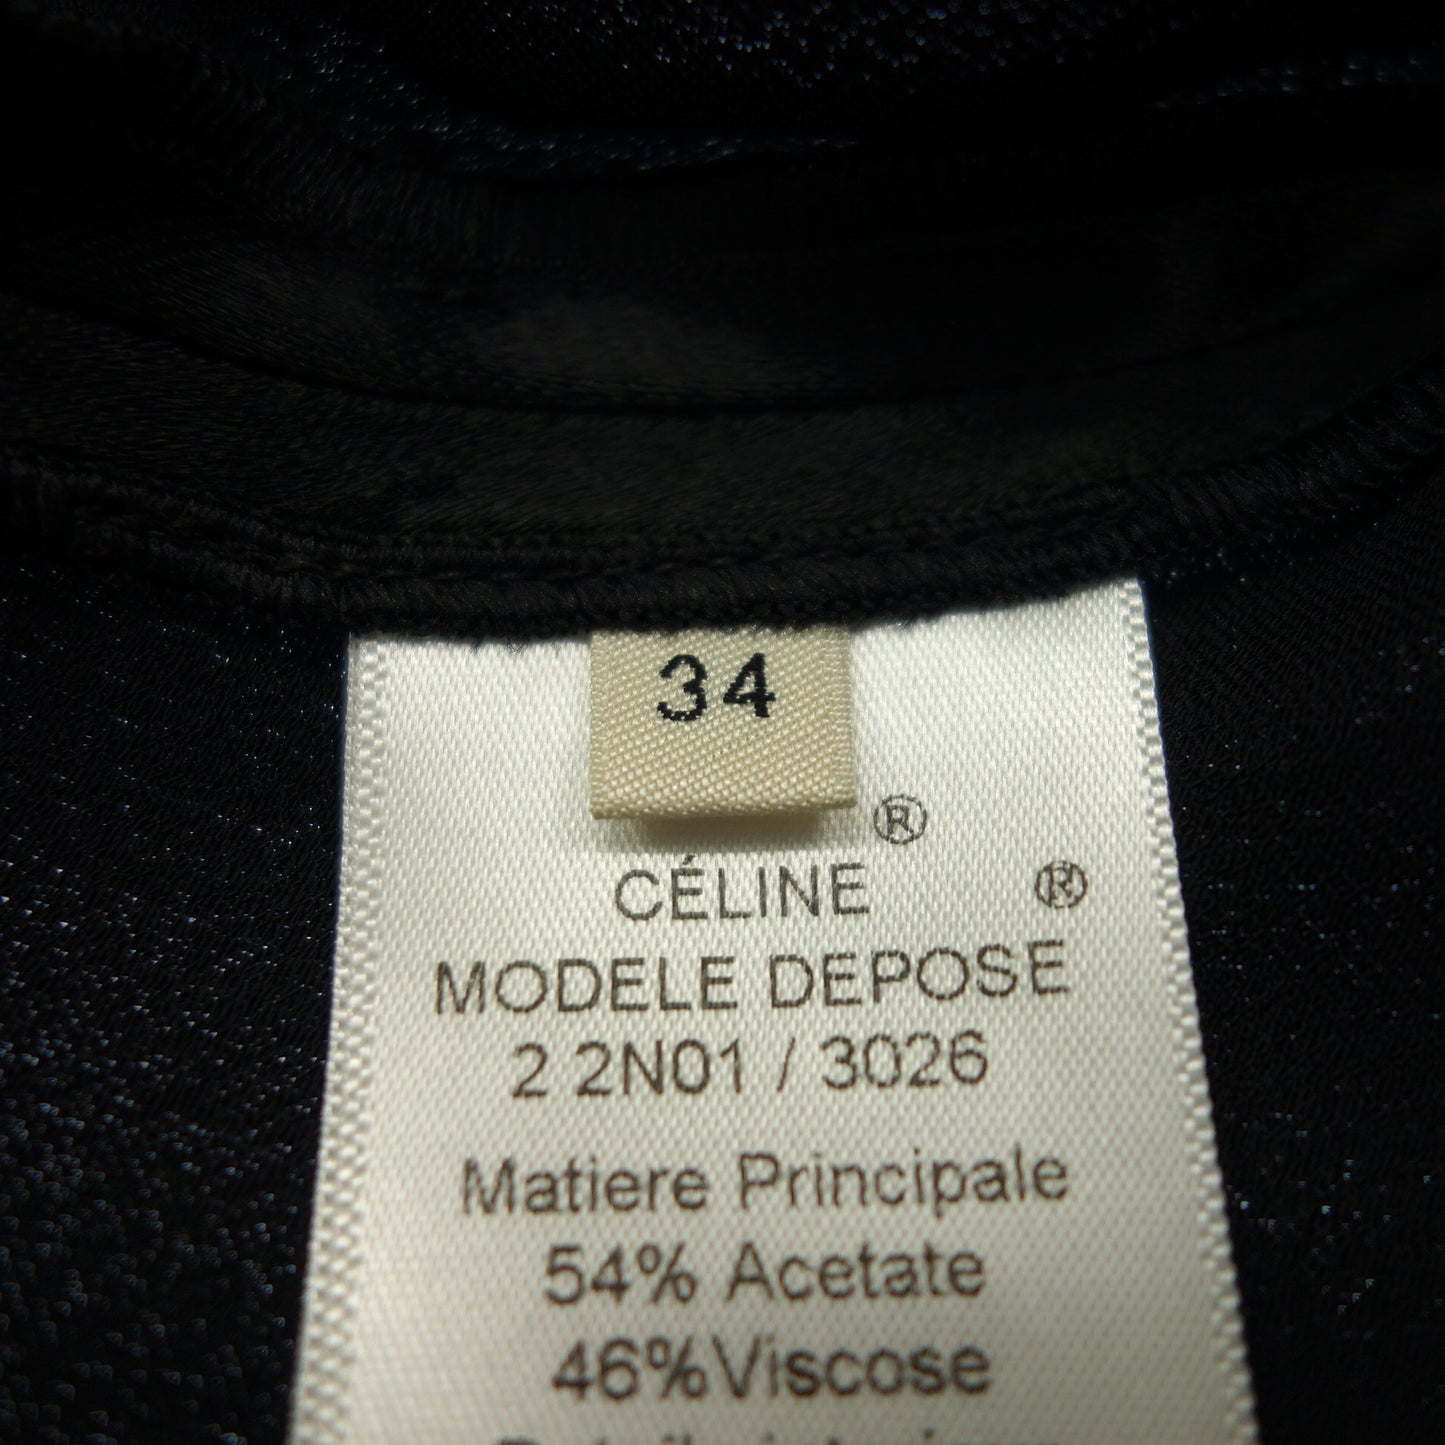 34
®
CÉLINE
®
MODELE DEPOSE
2 2N01 / 3026
Matiere Principale
54% Acetate
46%Viscose